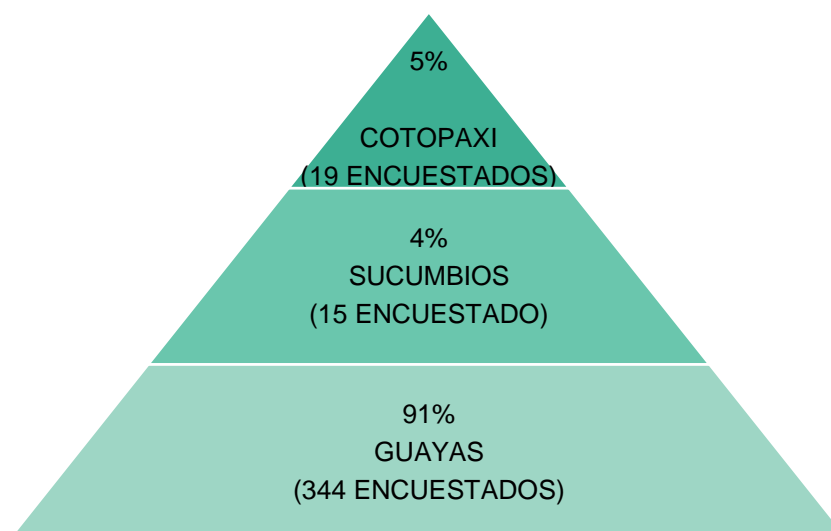 5%
COTOPAXI
(19 ENCUESTADOS)
4%
SUCUMBIOS
(15 ENCUESTADO)
91%
GUAYAS
(344 ENCUESTADOS)